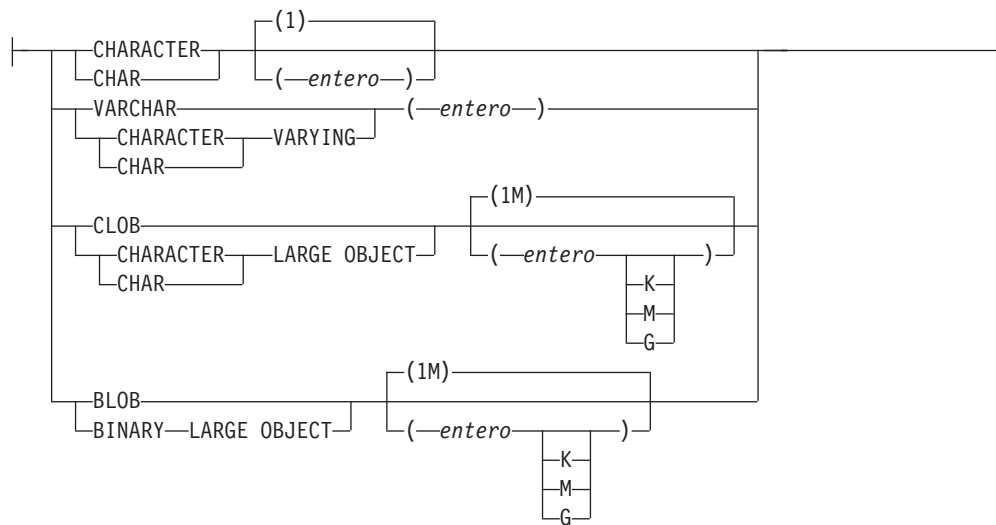 (1)
CHARACTER
CHAR ( entero )
VARCHAR ( entero )
CHARACTER VARYING
CHAR
(1M)
CLOB
CHARACTER LARGE OBJECT ( entero )
CHAR K
M
G
(1M)
BLOB
BINARY LARGE OBJECT ( entero )
K
M
G